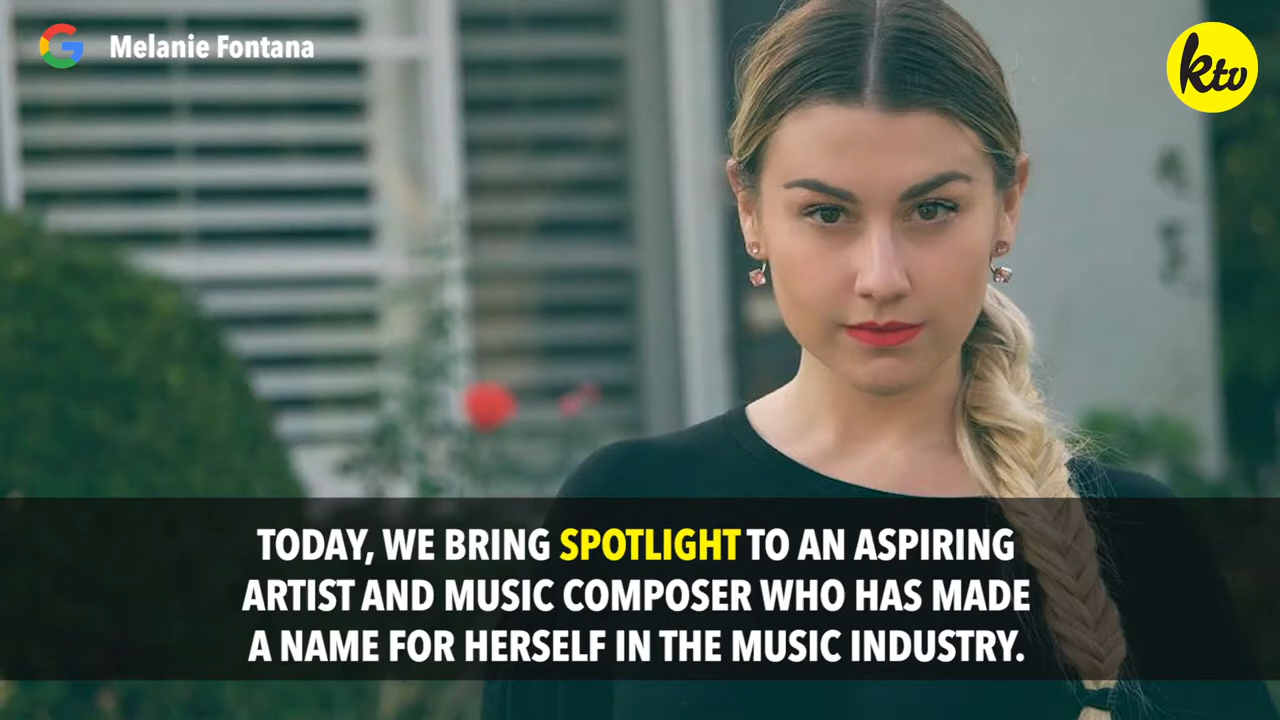 Melanie Fontana
ktv
TODAY, WE BRING SPOTLIGHT TO AN ASPIRING
ARTIST AND MUSIC COMPOSER WHO HAS MADE
A NAME FOR HERSELF IN THE MUSIC INDUSTRY.